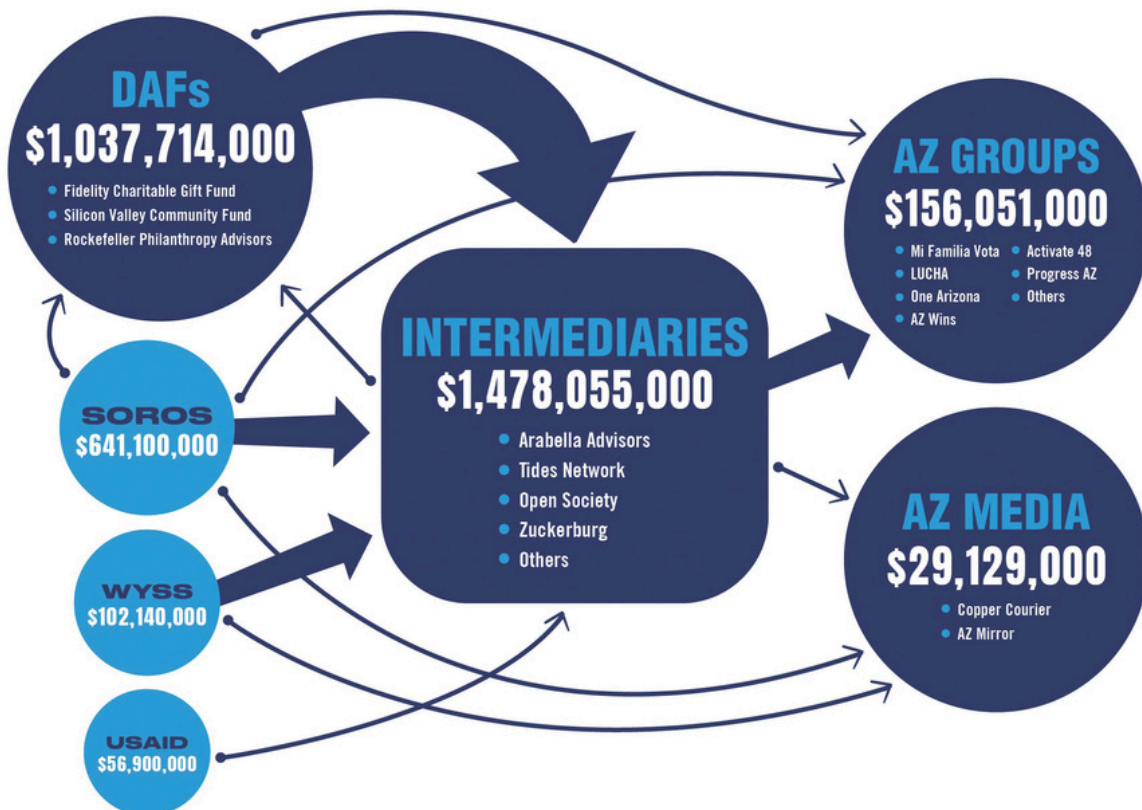 DAFs
$1,037,714,000
Fidelity Charitable Gift Fund
Silicon Valley Community Fund
Rockefeller Philanthropy Advisors
SOROS
$641,100,000
WYSS
$102,140,000
USAID
$56,900,000
INTERMEDIARIES
$1,478,055,000
Arabella Advisors
Tides Network
Open Society
Zuckerburg
Others
AZ GROUPS
$156,051,000
Mi Familia Vota
LUCHA
One Arizona
AZ Wins
Activate 48
Progress AZ
Others
AZ MEDIA
$29,129,000
Copper Courier
AZ Mirror